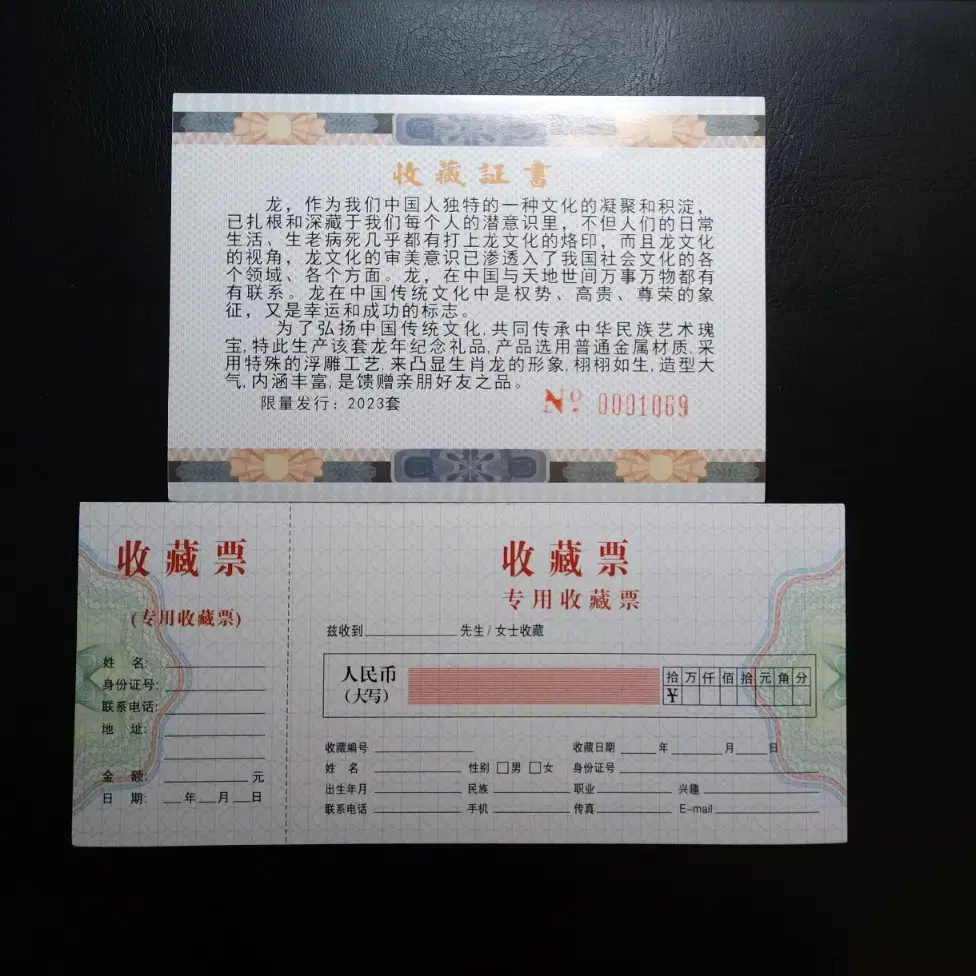 收藏証書
龙，作为我们中国人独特的一种文化的凝聚和积淀，
已扎根和深藏于我们每个人的潜意识里，不但人们的日常
生活、生老病死几乎都有打上龙文化的烙印，而且龙文化
的视角，龙文化的审美意识已渗透入了我国社会文化的各
个领域、各个方面。龙，在中国与天地世间万事万物都有
有联系。龙在中国传统文化中是权势、高贵、尊荣的象
征，又是幸运和成功的标志。
为了弘扬中国传统文化,共同传承中华民族艺术瑰
宝,特此生产该套龙年纪念礼品,产品选用普通金属材质,采
用特殊的浮雕工艺,来凸显生肖龙的形象,栩栩如生,造型大
气,内涵丰富,是馈赠亲朋好友之品。
限量发行：2023套
No. 0001069
收藏票
(专用收藏票)
姓 名:
身份证号:
联系电话:
地 址:
金 额: 元
日 期: 年 月 日
收藏票
专用收藏票
兹收到 先生/女士收藏
人民币
(大写)
拾 万 仟 佰 拾 元 角 分
¥
收藏编号 收藏日期 年 月 日
姓 名 性别 □男 □女 身份证号
出生年月 民族 职业 兴趣
联系电话 手机 传真 E-mail